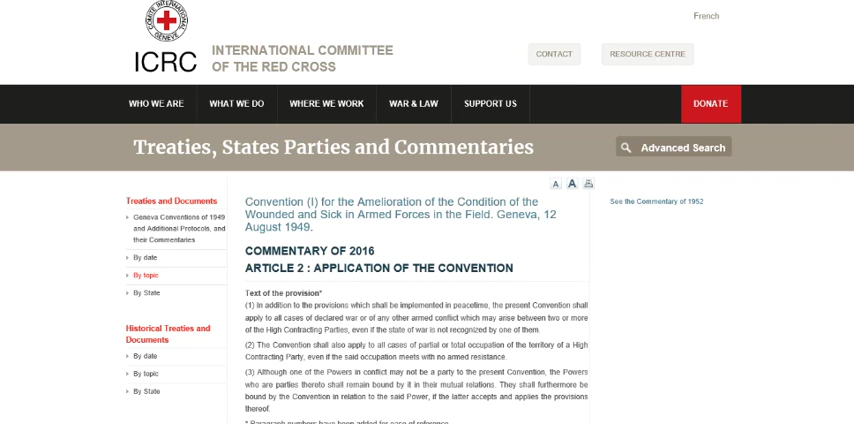 COMITE INTERNATIONAL GENEVE
ICRC
INTERNATIONAL COMMITTEE
OF THE RED CROSS
French
CONTACT
RESOURCE CENTRE
WHO WE ARE
WHAT WE DO
WHERE WE WORK
WAR & LAW
SUPPORT US
DONATE
Treaties, States Parties and Commentaries
Advanced Search
A A
Treaties and Documents
Geneva Conventions of 1949
and Additional Protocols, and
their Commentaries
By date
By topic
By State
Historical Treaties and
Documents
By date
By topic
By State
Convention (I) for the Amelioration of the Condition of the
Wounded and Sick in Armed Forces in the Field. Geneva, 12
August 1949.
COMMENTARY OF 2016
ARTICLE 2 : APPLICATION OF THE CONVENTION
Text of the provision*
(1) In addition to the provisions which shall be implemented in peacetime, the present Convention shall
apply to all cases of declared war or of any other armed conflict which may arise between two or more
of the High Contracting Parties, even if the state of war is not recognized by one of them.
(2) The Convention shall also apply to all cases of partial or total occupation of the territory of a High
Contracting Party, even if the said occupation meets with no armed resistance.
(3) Although one of the Powers in conflict may not be a party to the present Convention, the Powers
who are parties thereto shall remain bound by it in their mutual relations. They shall furthermore be
bound by the Convention in relation to the said Power, if the latter accepts and applies the provisions
thereof.
* Paragraph numbers have been added for ease of reference.
See the Commentary of 1952